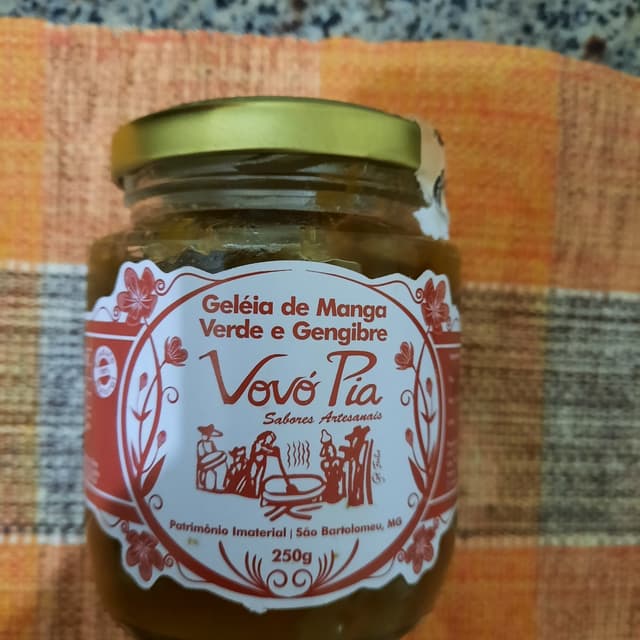 Geléia de Manga
Verde e Gengibre
Vovó Pia
Sabores Artesanais
Patrimônio Imaterial | São Bartolomeu, MG
250g